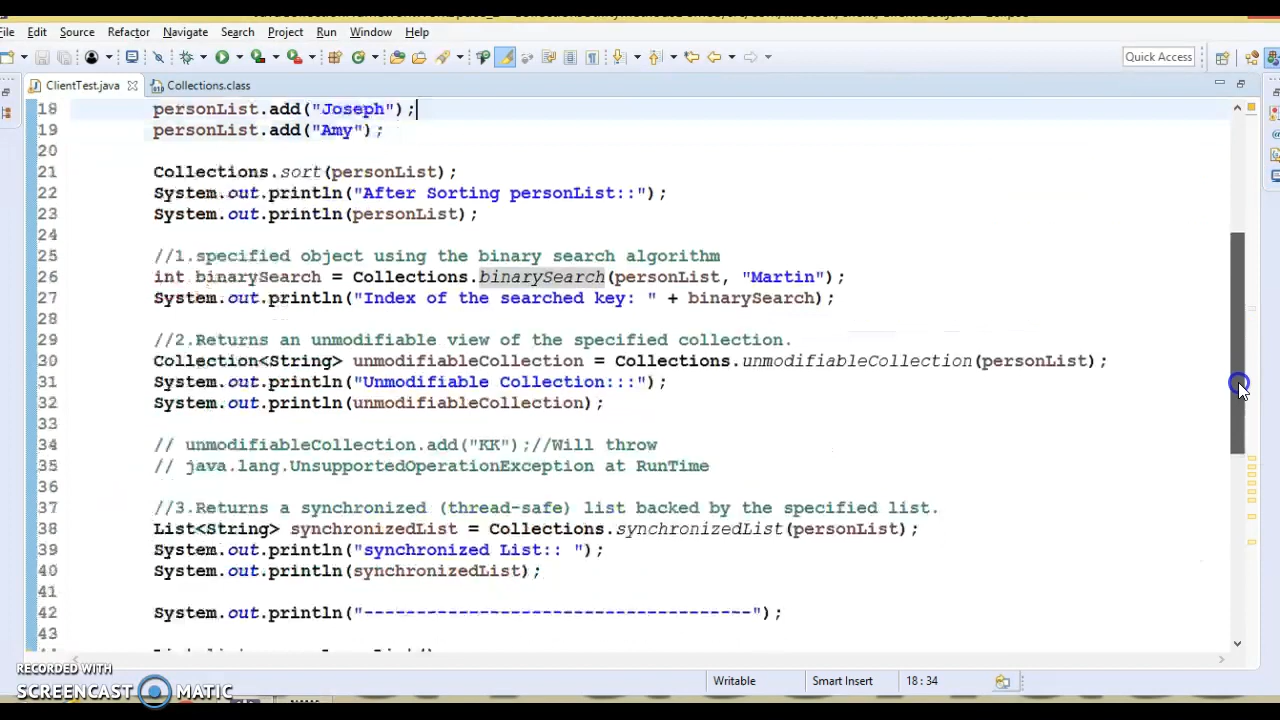 Edit Source Refactor Navigate Search Project Run Window Help
Quick Access
ClientTest.java Collections.class
18 personList.add("Joseph");
19 personList.add("Amy");
20
21 Collections.sort(personList);
22 System.out.println("After Sorting personList::");
23 System.out.println(personList);
24
25 //1.specified object using the binary search algorithm
26 int binarySearch = Collections.binarySearch(personList, "Martin");
27 System.out.println("Index of the searched key: " + binarySearch);
28
29 //2.Returns an unmodifiable view of the specified collection.
30 Collection<String> unmodifiableCollection = Collections.unmodifiableCollection(personList);
31 System.out.println("Unmodifiable Collection:::");
32 System.out.println(unmodifiableCollection);
33
34 // unmodifiableCollection.add("KK");//Will throw
35 // java.lang.UnsupportedOperationException at RunTime
36
37 //3.Returns a synchronized (thread-safe) list backed by the specified list.
38 List<String> synchronizedList = Collections.synchronizedList(personList);
39 System.out.println("synchronized List:: ");
40 System.out.println(synchronizedList);
41
42 System.out.println("-------------------------------------");
43
RECORDED WITH
SCREENCAST MATIC
Writable Smart Insert 18 : 34